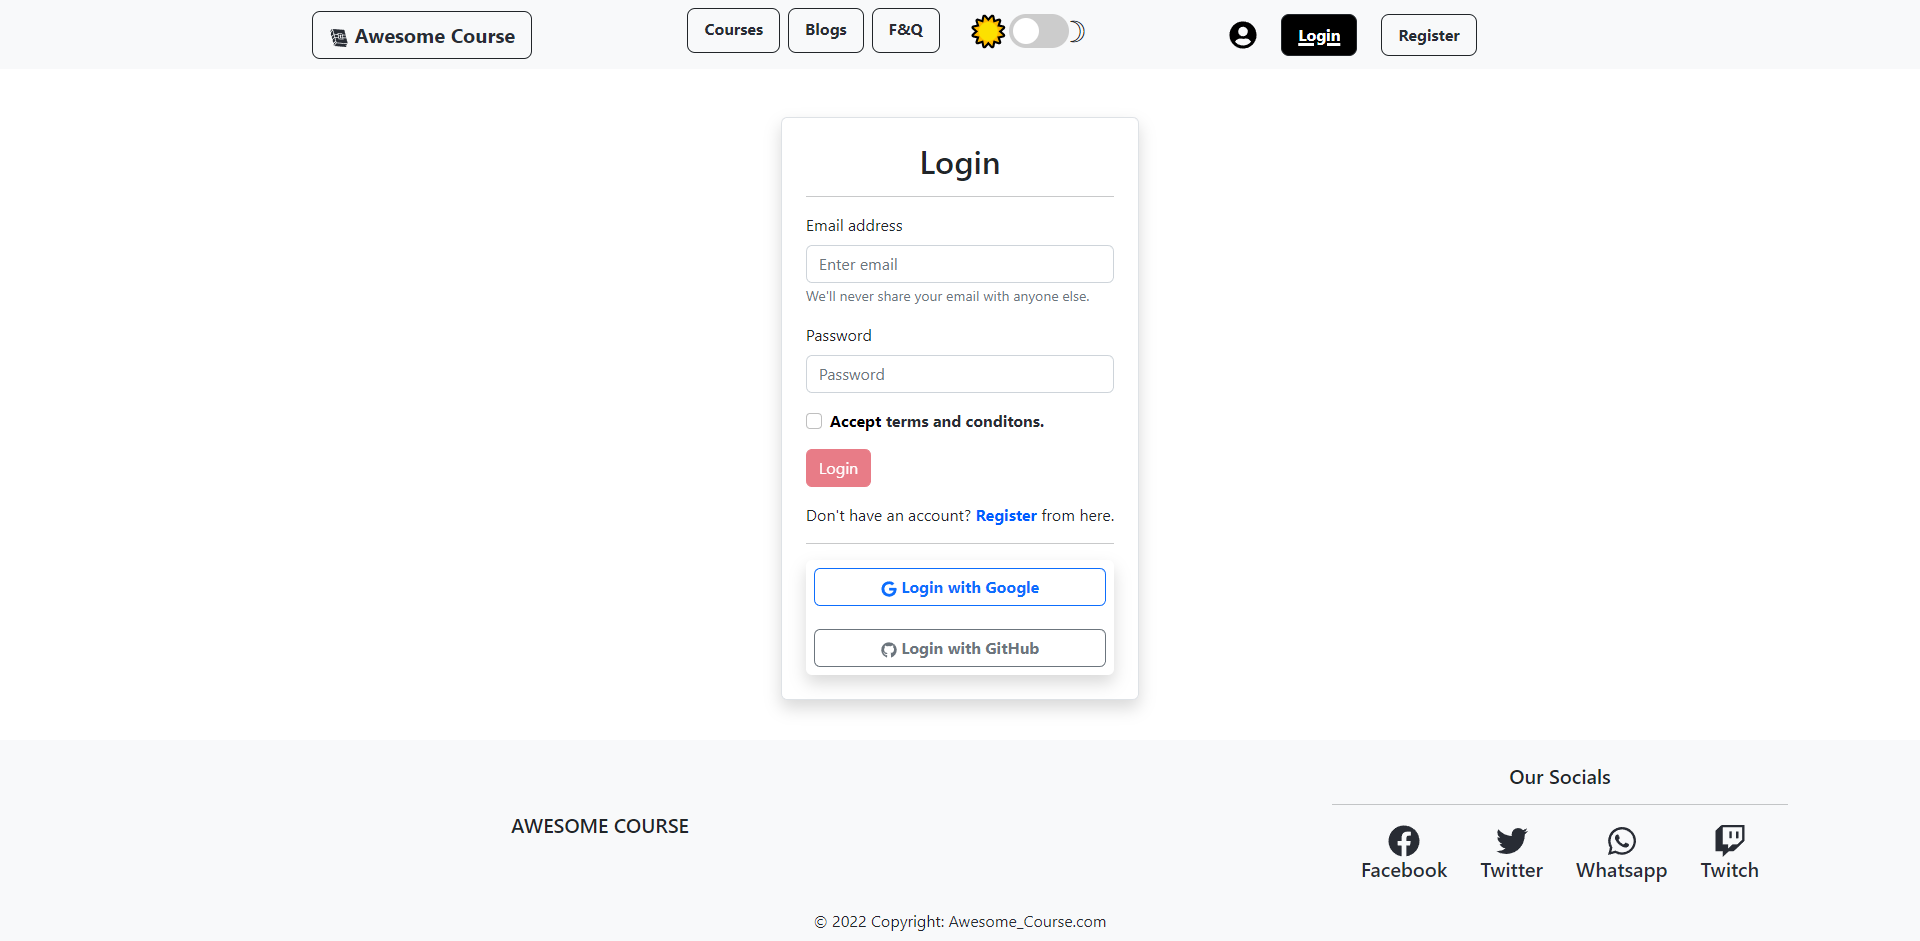 Awesome Course
Courses
Blogs
F&Q
Login
Register
Login
Email address
Enter email
We'll never share your email with anyone else.
Password
Password
Accept terms and conditons.
Login
Don't have an account? Register from here.
Login with Google
Login with GitHub
AWESOME COURSE
Our Socials
Facebook
Twitter
Whatsapp
Twitch
© 2022 Copyright: Awesome_Course.com